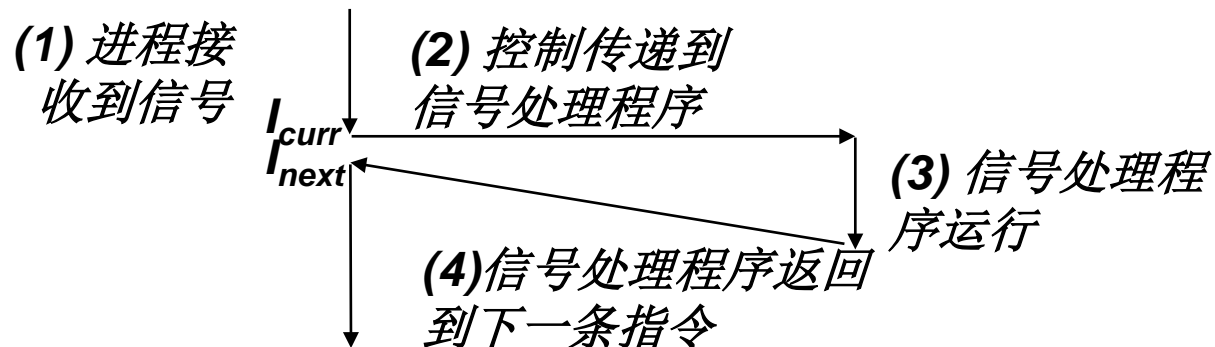 (1) 进程接
收到信号
(2) 控制传递到
信号处理程序
Icurr
Inext
(3) 信号处理程
序运行
(4)信号处理程序返回
到下一条指令